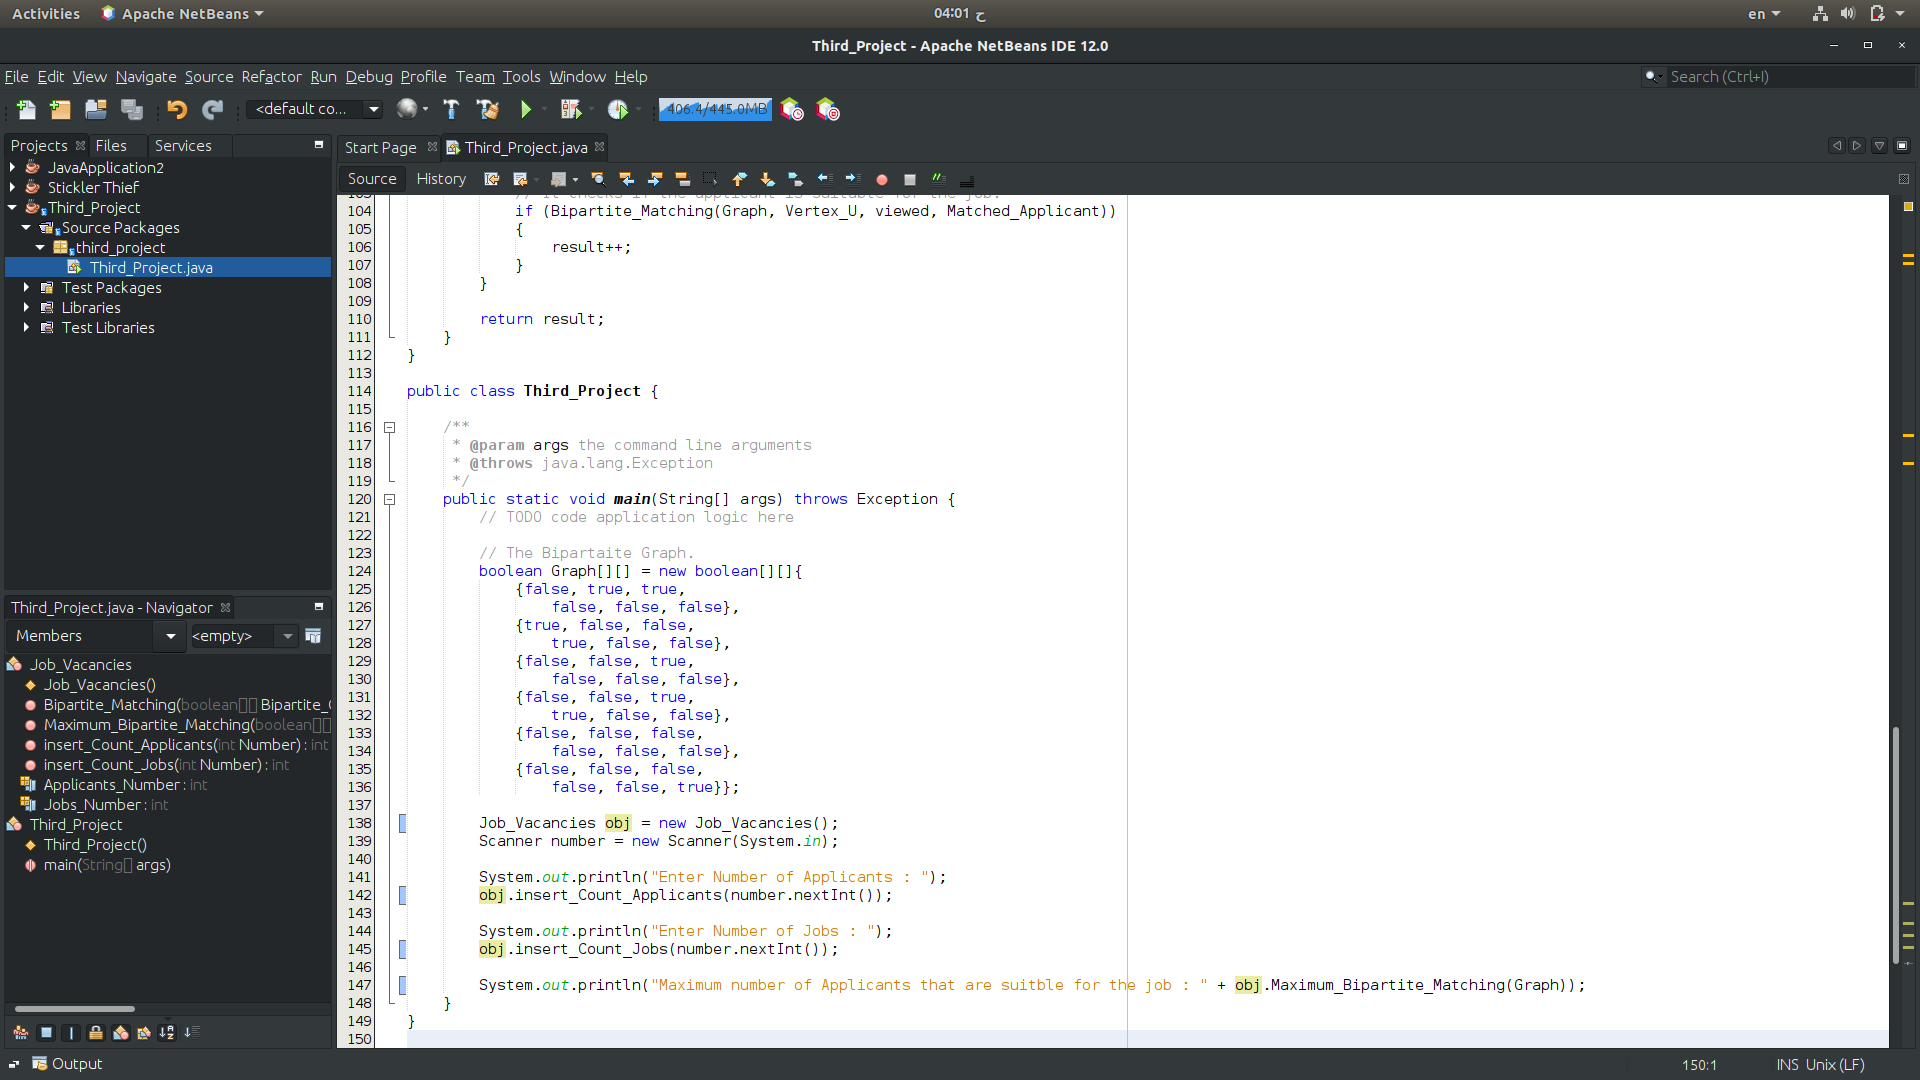 Activities Apache NetBeans 04:01 ح en
Third_Project - Apache NetBeans IDE 12.0
File Edit View Navigate Source Refactor Run Debug Profile Team Tools Window Help Search (Ctrl+I)
<default co... 406.4/445.0MB
Projects Files Services
JavaApplication2
Stickler Thief
Third_Project
Source Packages
third_project
Third_Project.java
Test Packages
Libraries
Test Libraries
Third_Project.java - Navigator
Members <empty>
Job_Vacancies
Job_Vacancies()
Bipartite_Matching(boolean[][] Bipartite_
Maximum_Bipartite_Matching(boolean[][]
insert_Count_Applicants(int Number) : int
insert_Count_Jobs(int Number) : int
Applicants_Number : int
Jobs_Number : int
Third_Project
Third_Project()
main(String[] args)
Start Page Third_Project.java
Source History
103 // It checks if the applicant is suitable for the job.
104 if (Bipartite_Matching(Graph, Vertex_U, viewed, Matched_Applicant))
105 {
106 result++;
107 }
108 }
109
110 return result;
111 }
112 }
113
114 public class Third_Project {
115
116 /**
117 * @param args the command line arguments
118 * @throws java.lang.Exception
119 */
120 public static void main(String[] args) throws Exception {
121 // TODO code application logic here
122
123 // The Bipartaite Graph.
124 boolean Graph[][] = new boolean[][]{
125 {false, true, true,
126 false, false, false},
127 {true, false, false,
128 true, false, false},
129 {false, false, true,
130 false, false, false},
131 {false, false, true,
132 true, false, false},
133 {false, false, false,
134 false, false, false},
135 {false, false, false,
136 false, false, true}};
137
138 Job_Vacancies obj = new Job_Vacancies();
139 Scanner number = new Scanner(System.in);
140
141 System.out.println("Enter Number of Applicants : ");
142 obj.insert_Count_Applicants(number.nextInt());
143
144 System.out.println("Enter Number of Jobs : ");
145 obj.insert_Count_Jobs(number.nextInt());
146
147 System.out.println("Maximum number of Applicants that are suitble for the job : " + obj.Maximum_Bipartite_Matching(Graph));
148 }
149 }
150
Output 150:1 INS Unix (LF)